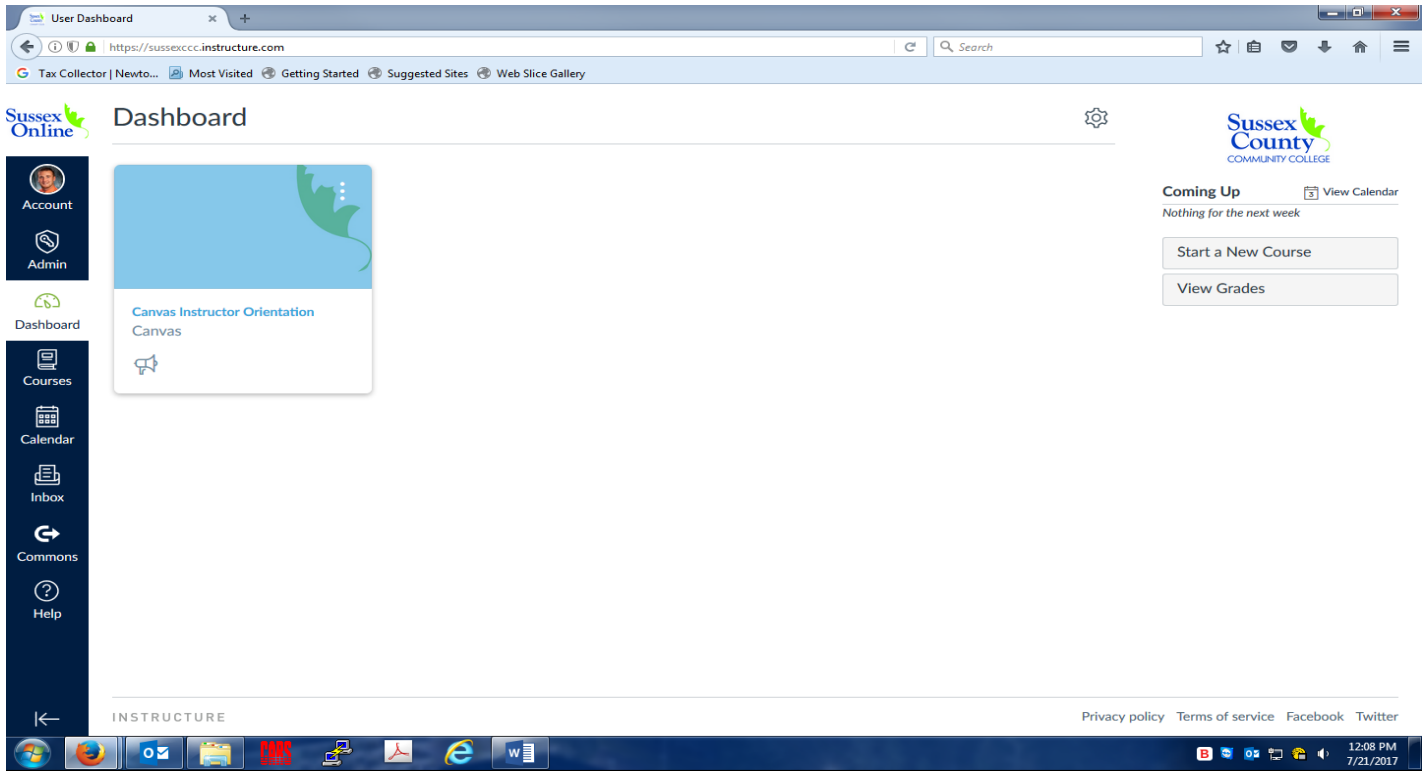 User Dashboard
https://sussexccc.instructure.com
Search
Tax Collector | Newto... Most Visited Getting Started Suggested Sites Web Slice Gallery
Sussex
Online
Dashboard
Sussex
County
COMMUNITY COLLEGE
Account
Admin
Dashboard
Courses
Calendar
Inbox
Commons
Help
Canvas Instructor Orientation
Canvas
Coming Up
3 View Calendar
Nothing for the next week
Start a New Course
View Grades
INSTRUCTURE
Privacy policy Terms of service Facebook Twitter
CARS
12:08 PM
7/21/2017